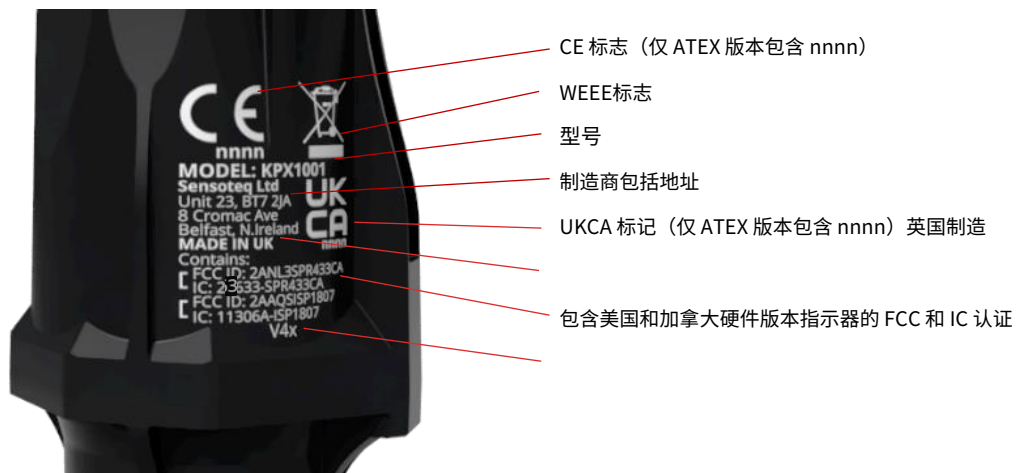 CE 标志（仅 ATEX 版本包含 nnnn）
WEEE标志
型号
制造商包括地址
UKCA 标记（仅 ATEX 版本包含 nnnn）英国制造
包含美国和加拿大硬件版本指示器的 FCC 和 IC 认证
CE
nnnn
MODEL: KPX1001
Sensoteq Ltd
Unit 23, BT7 2JA
8 Cromac Ave
Belfast, N.Ireland
MADE IN UK
UK
CA
nnnn
Contains:
FCC ID: 2ANL3SPR433CA
IC: 23633-SPR433CA
FCC ID: 2AAQSISP1807
IC: 11306A-ISP1807
V4x